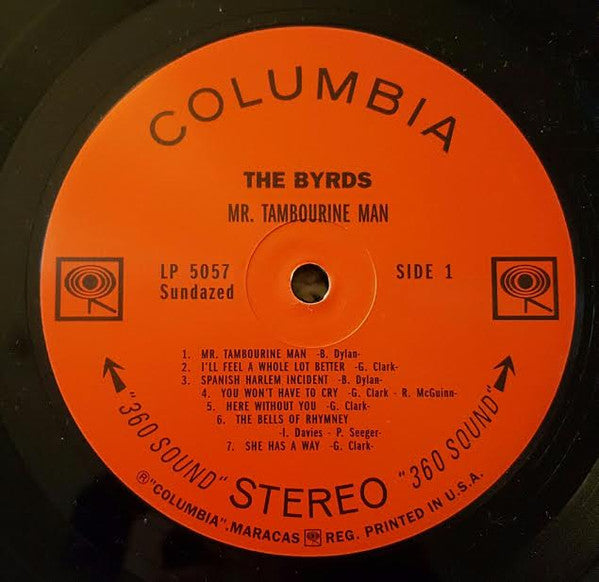 COLUMBIA
THE BYRDS
MR. TAMBOURINE MAN
LP 5057 SIDE 1
Sundazed
1. MR. TAMBOURINE MAN -B. Dylan-
2. I'LL FEEL A WHOLE LOT BETTER -G. Clark-
3. SPANISH HARLEM INCIDENT -B. Dylan-
4. YOU WON'T HAVE TO CRY -G. Clark - R. McGuinn-
5. HERE WITHOUT YOU -G. Clark-
6. THE BELLS OF RHYMNEY
-I. Davies - P. Seeger-
7. SHE HAS A WAY -G. Clark-
"360 SOUND" STEREO "360 SOUND"
Ⓡ "COLUMBIA", MARACAS REG. PRINTED IN U.S.A.